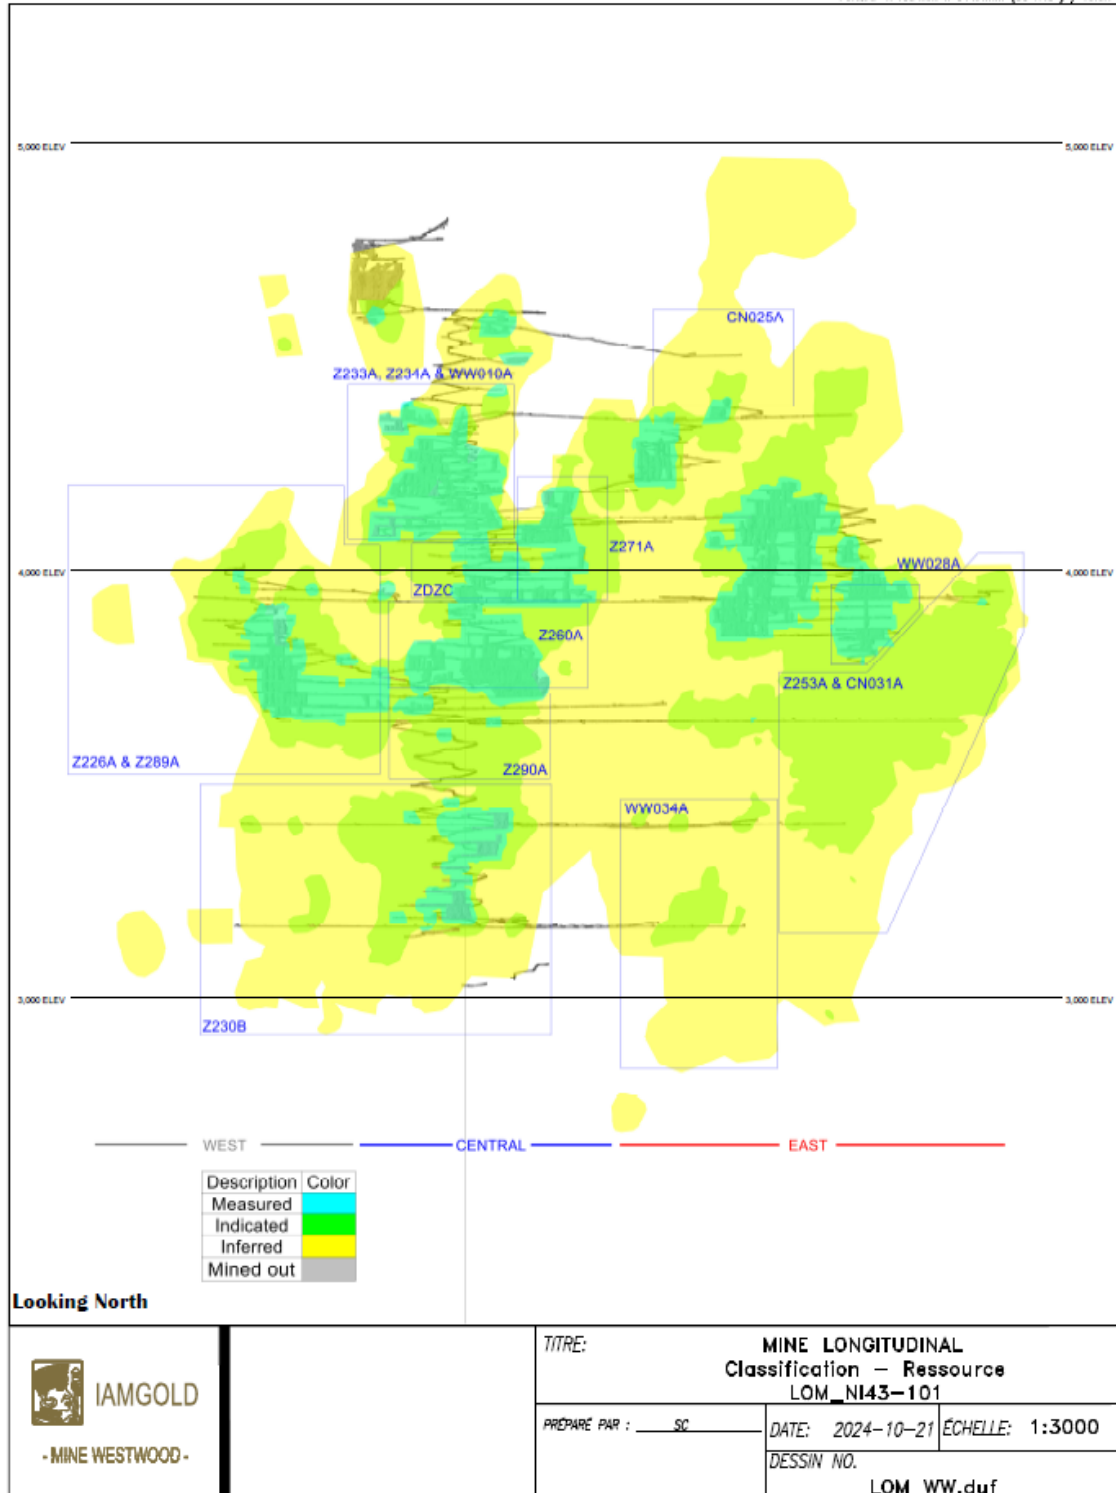 5,000 ELEV
5,000 ELEV
CN025A
Z233A, Z234A & WW010A
Z271A
WW028A
4,000 ELEV
4,000 ELEV
ZDZC
Z260A
Z253A & CN031A
Z226A & Z289A
Z290A
WW034A
3,000 ELEV
3,000 ELEV
Z230B
WEST
CENTRAL
EAST
Description Color
Measured
Indicated
Inferred
Mined out
Looking North
IAMGOLD
- MINE WESTWOOD -
TITRE:
MINE LONGITUDINAL
Classification – Ressource
LOM_NI43-101
PRÉPARÉ PAR : SC
DATE: 2024-10-21
ÉCHELLE: 1:3000
DESSIN NO.
LOM_WW.duf